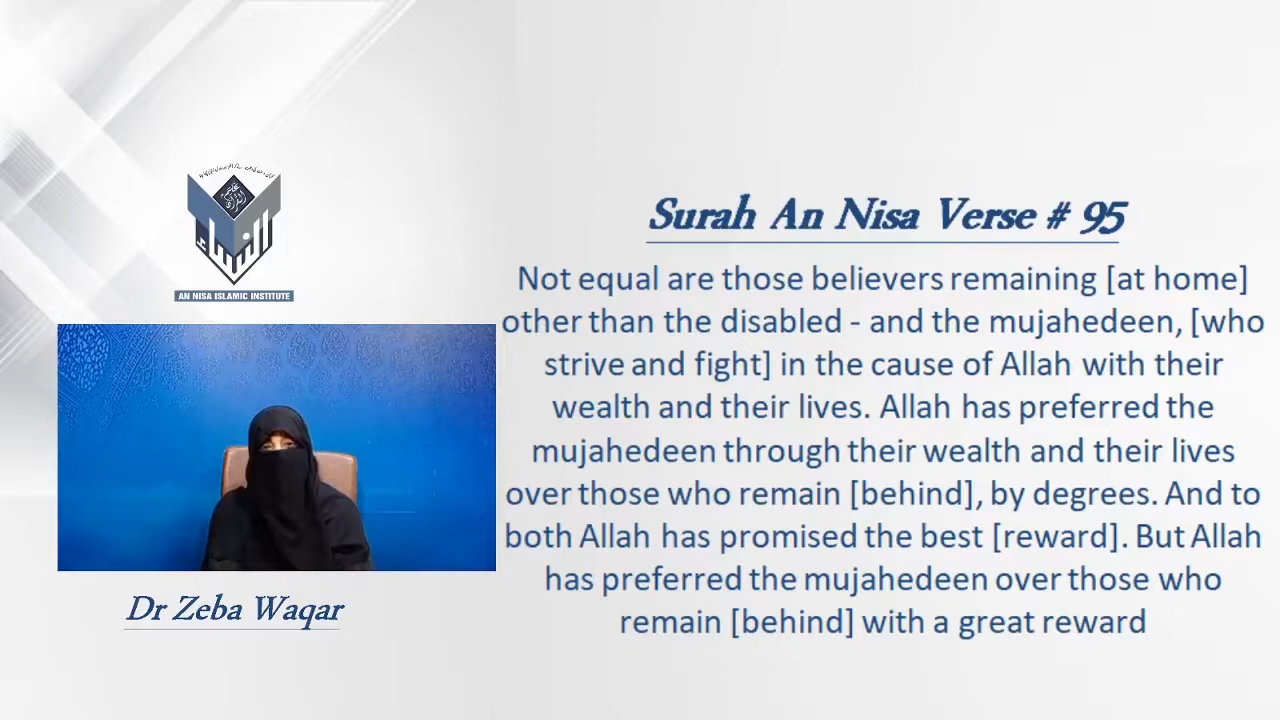 النساء
AN NISA ISLAMIC INSTITUTE
Dr Zeba Waqar
Surah An Nisa Verse # 95
Not equal are those believers remaining [at home]
other than the disabled - and the mujahedeen, [who
strive and fight] in the cause of Allah with their
wealth and their lives. Allah has preferred the
mujahedeen through their wealth and their lives
over those who remain [behind], by degrees. And to
both Allah has promised the best [reward]. But Allah
has preferred the mujahedeen over those who
remain [behind] with a great reward